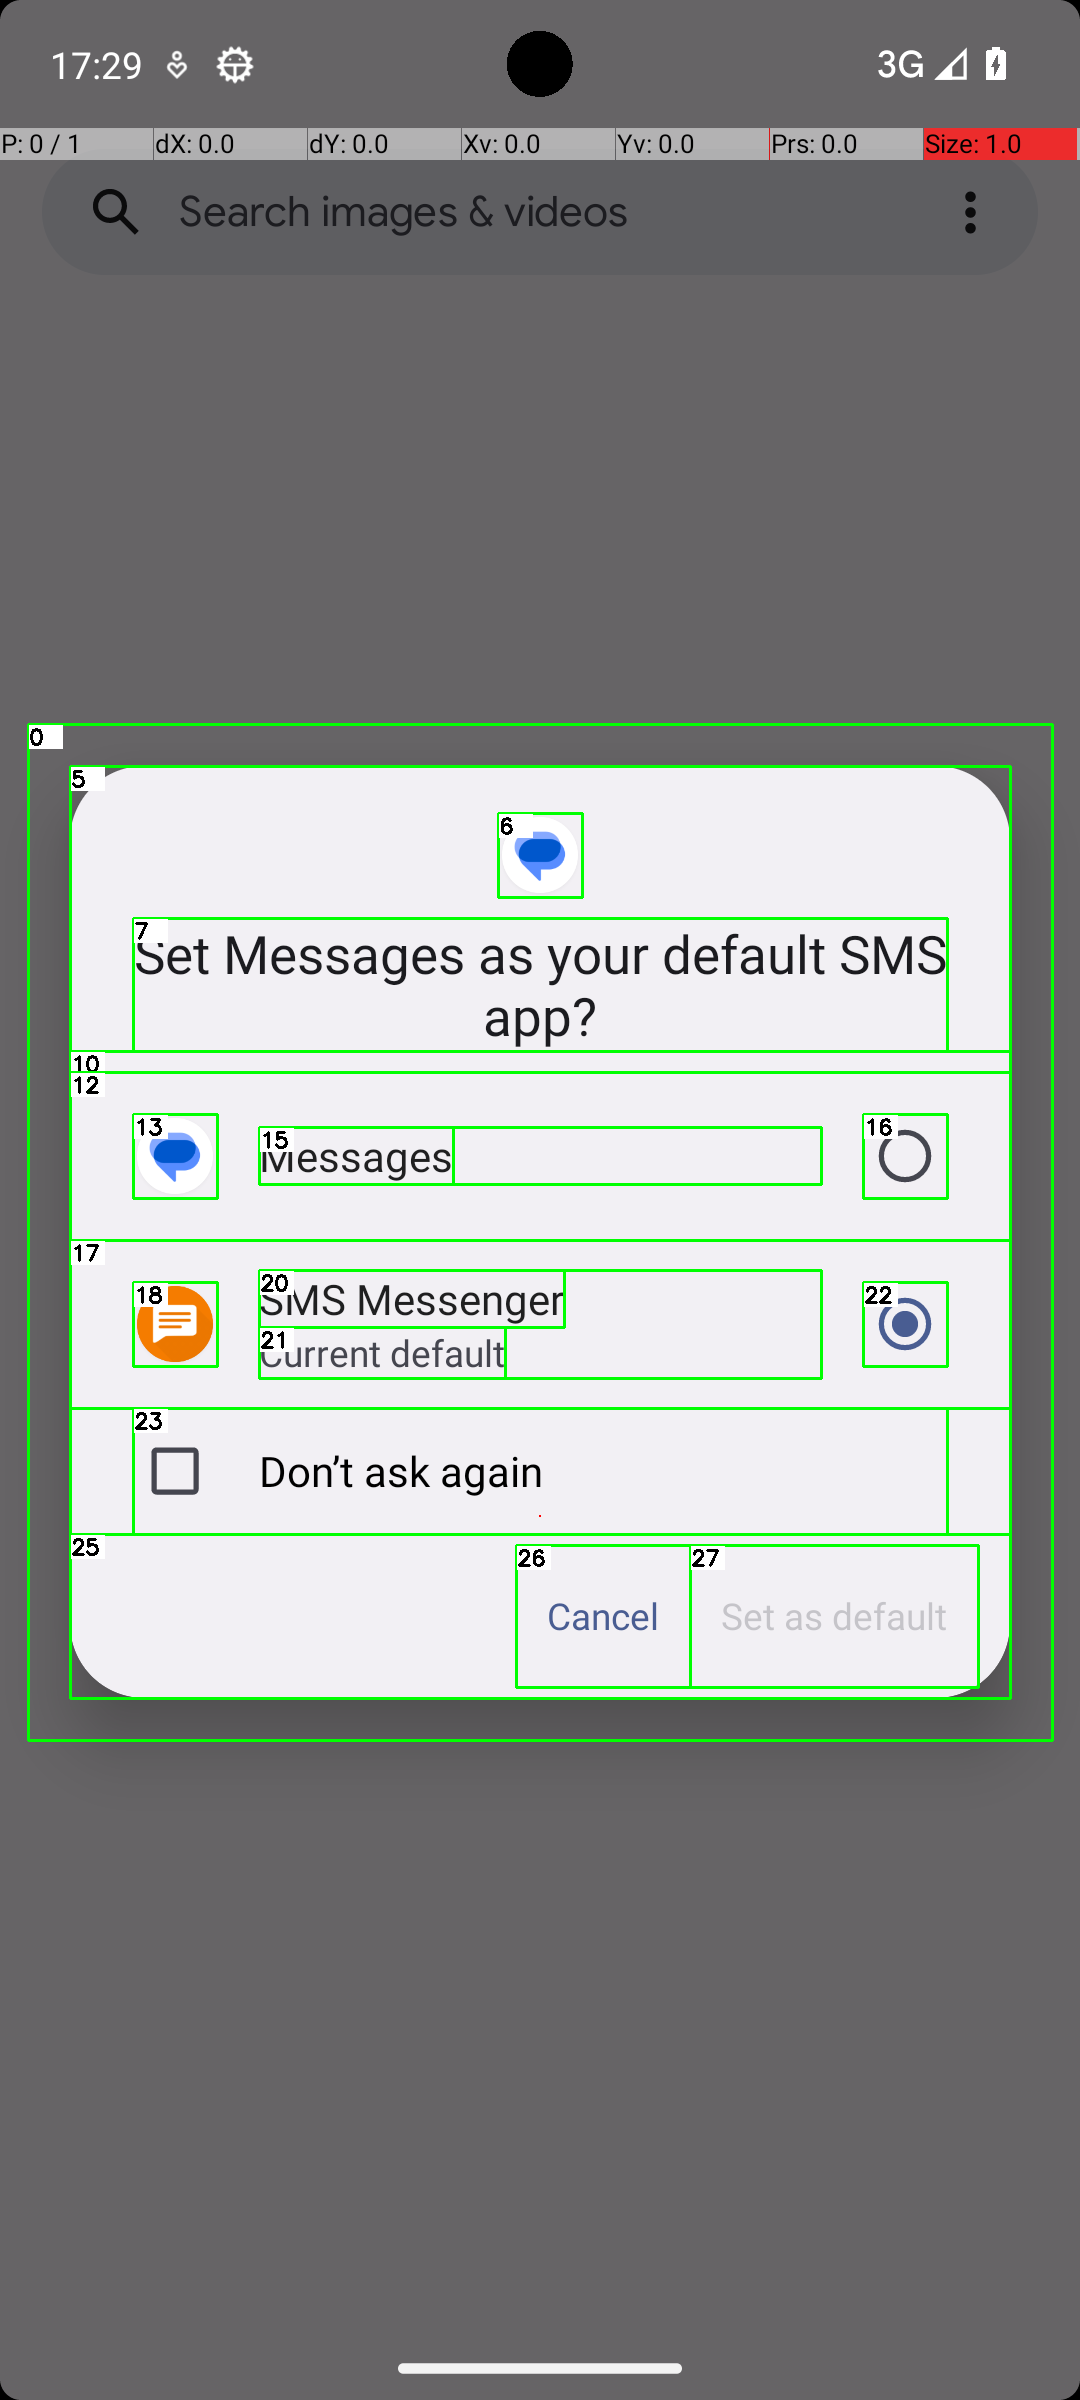 17:29
3G
P: 0 / 1
dX: 0.0
dY: 0.0
Xv: 0.0
Yv: 0.0
Prs: 0.0
Size: 1.0
Search images & videos
0
5
6
7
Set Messages as your default SMS
app?
10
12
13
15
Messages
16
17
18
20
SMS Messenger
21
Current default
22
23
Don’t ask again
25
26
Cancel
27
Set as default